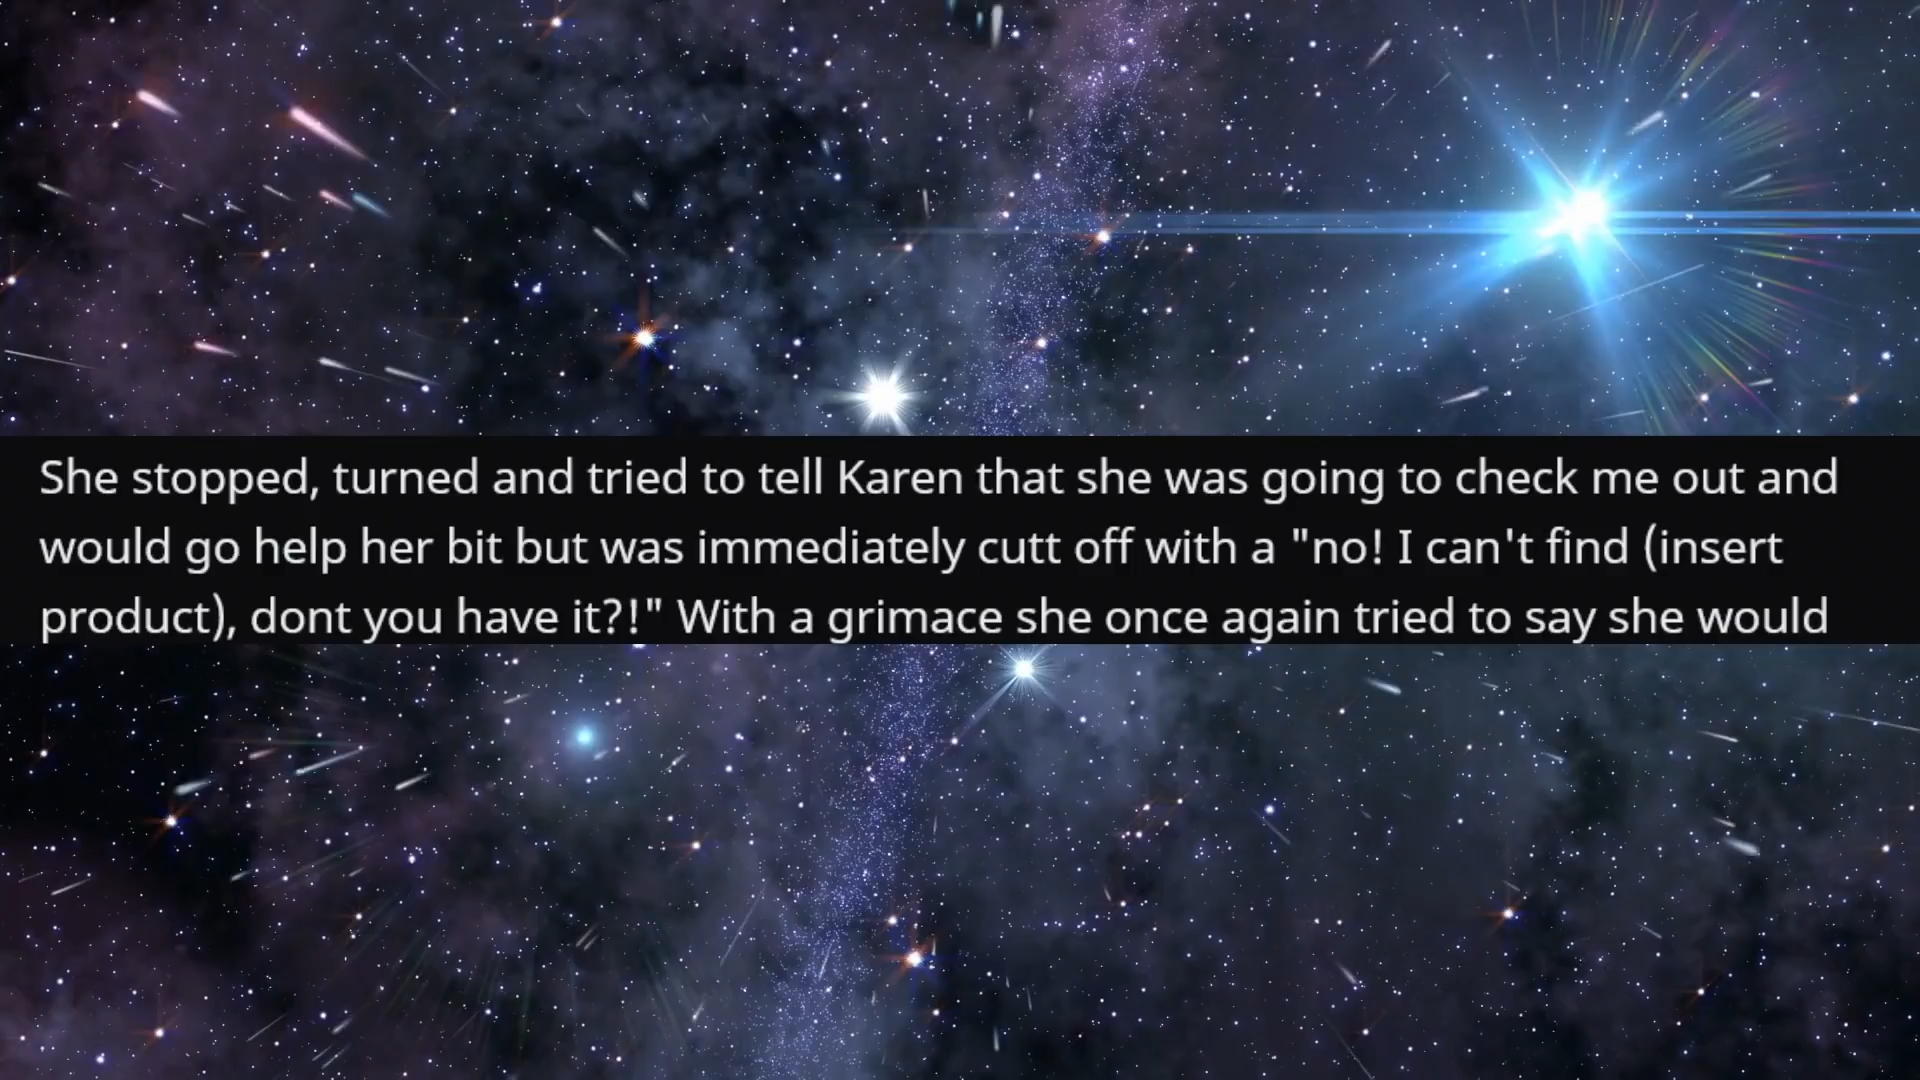 She stopped, turned and tried to tell Karen that she was going to check me out and
would go help her bit but was immediately cutt off with a "no! I can't find (insert
product), dont you have it?!" With a grimace she once again tried to say she would